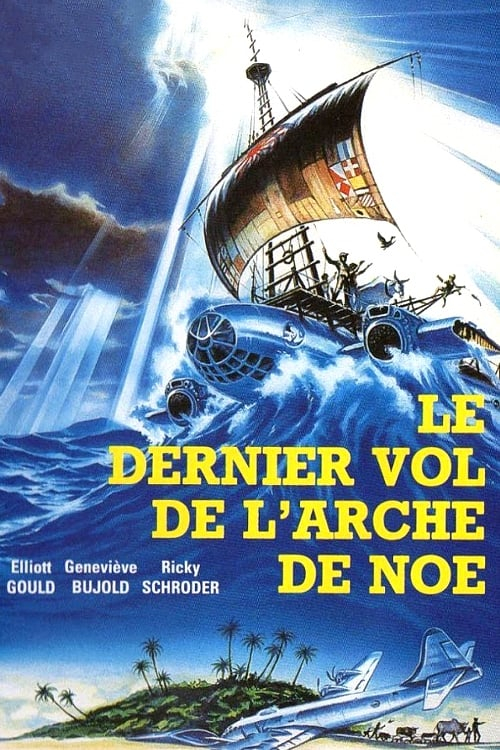 LE
DERNIER VOL
DE L'ARCHE
DE NOE
Elliott Geneviève Ricky
GOULD BUJOLD SCHRODER